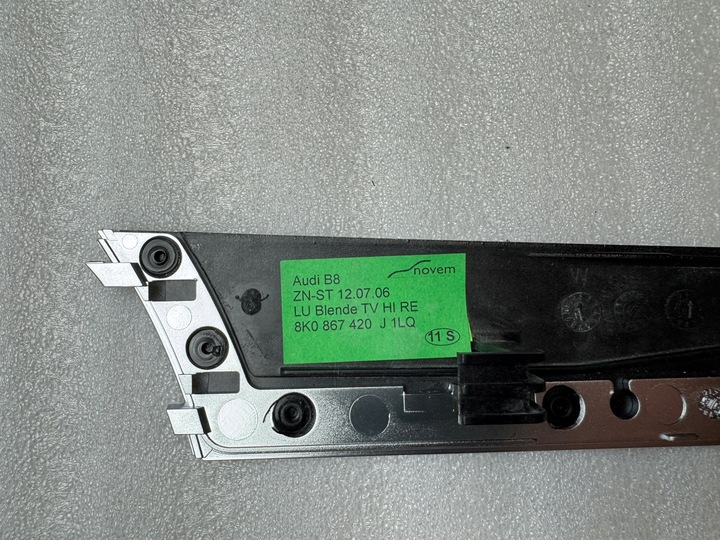 novem
Audi B8
ZN-ST 12.07.06
LU Blende TV HI RE
8K0 867 420 J 1LQ
11 S